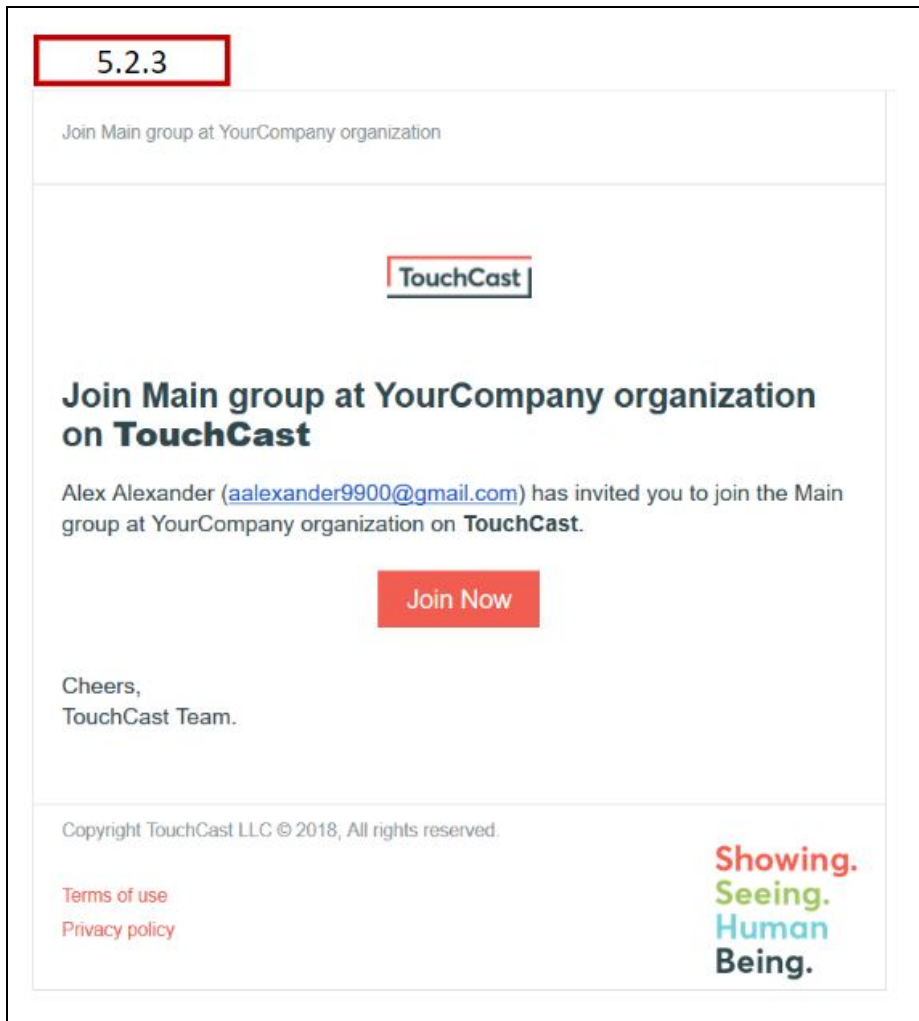 5.2.3
Join Main group at YourCompany organization
TouchCast
Join Main group at YourCompany organization
on TouchCast
Alex Alexander (aalexander9900@gmail.com) has invited you to join the Main
group at YourCompany organization on TouchCast.
Join Now
Cheers,
TouchCast Team.
Copyright TouchCast LLC © 2018, All rights reserved.
Terms of use
Privacy policy
Showing.
Seeing.
Human
Being.